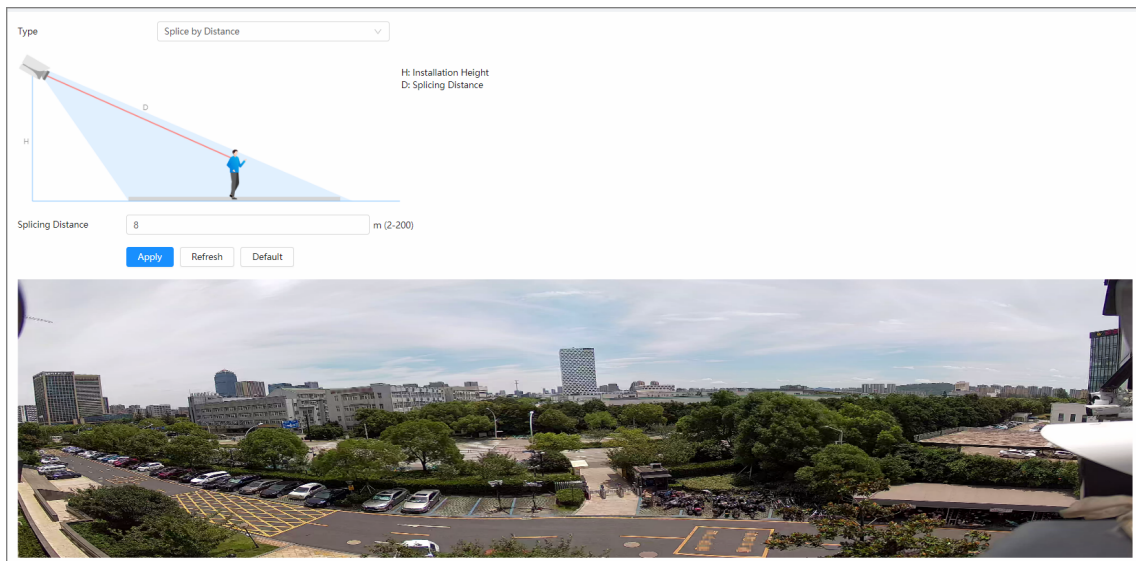 Type
Splice by Distance
H: Installation Height
D: Splicing Distance
D
H
Splicing Distance
8
m (2-200)
Apply
Refresh
Default